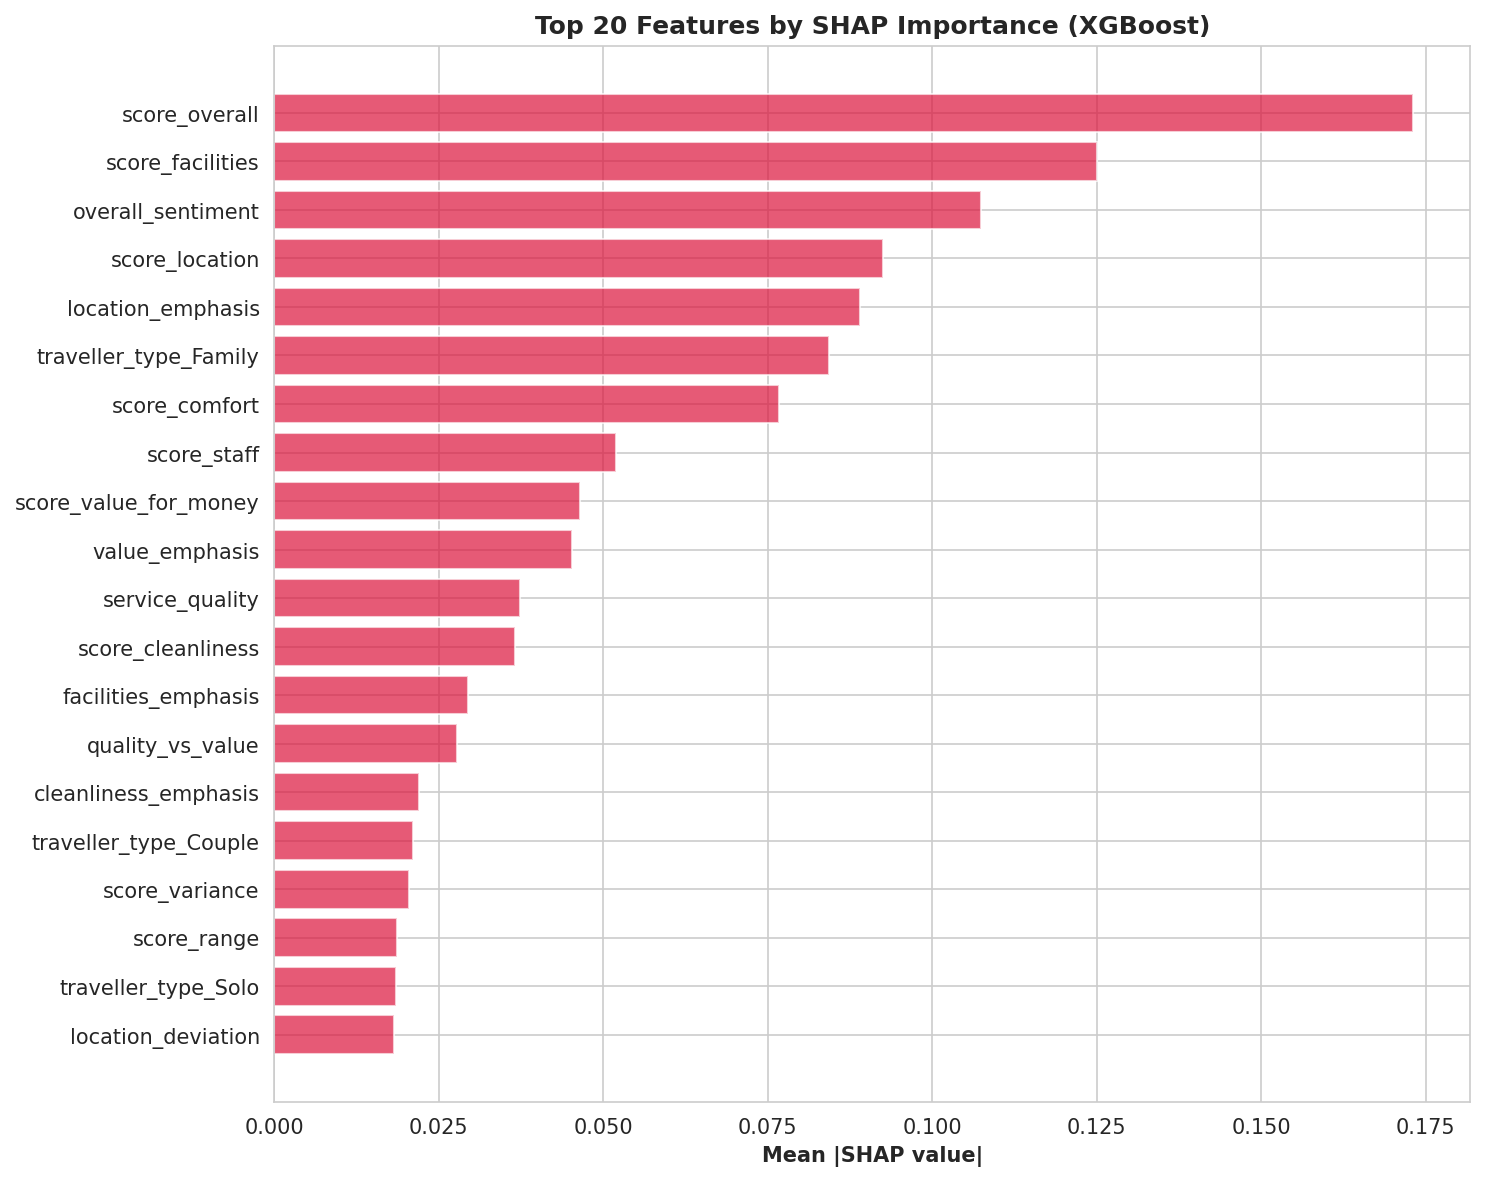 Top 20 Features by SHAP Importance (XGBoost)
score_overall
score_facilities
overall_sentiment
score_location
location_emphasis
traveller_type_Family
score_comfort
score_staff
score_value_for_money
value_emphasis
service_quality
score_cleanliness
facilities_emphasis
quality_vs_value
cleanliness_emphasis
traveller_type_Couple
score_variance
score_range
traveller_type_Solo
location_deviation
0.000 0.025 0.050 0.075 0.100 0.125 0.150 0.175
Mean |SHAP value|